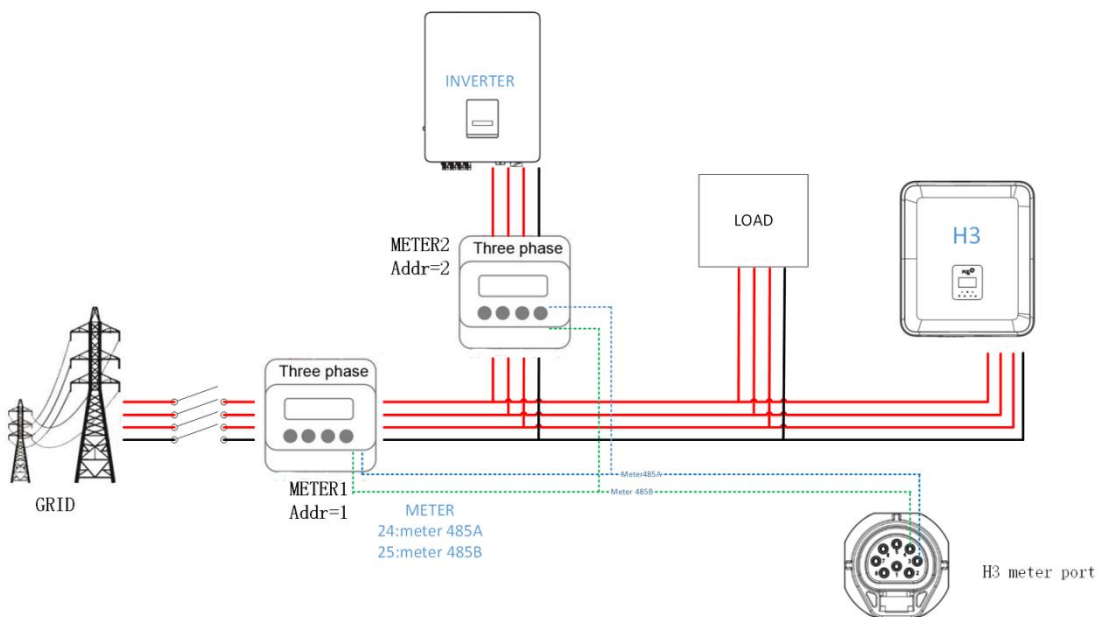 INVERTER
METER2
Addr=2
Three phase
LOAD
H3
Three phase
GRID
METER1
Addr=1
Meter485A
Meter 485B
METER
24:meter 485A
25:meter 485B
H3 meter port